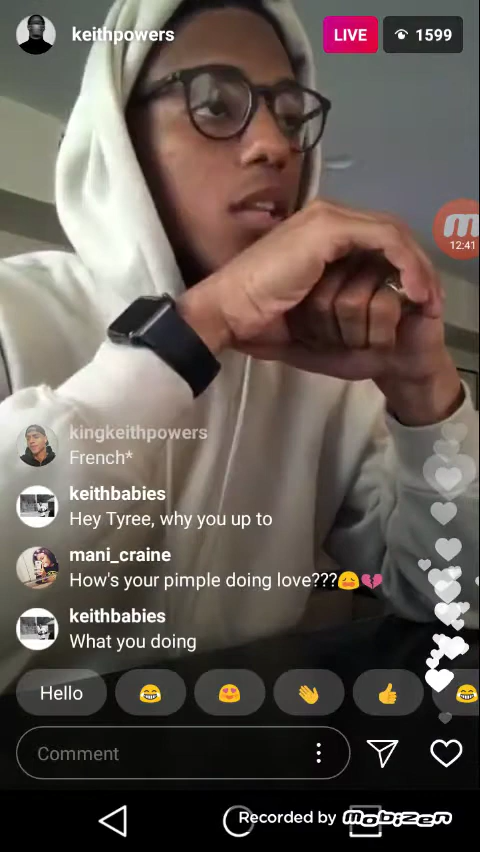 keithpowers
LIVE
1599
12:41
kingkeithpowers
French*
keithbabies
Hey Tyree, why you up to
mani_craine
How's your pimple doing love???😩💔
keithbabies
What you doing
Hello
Comment
Recorded by Mobizen